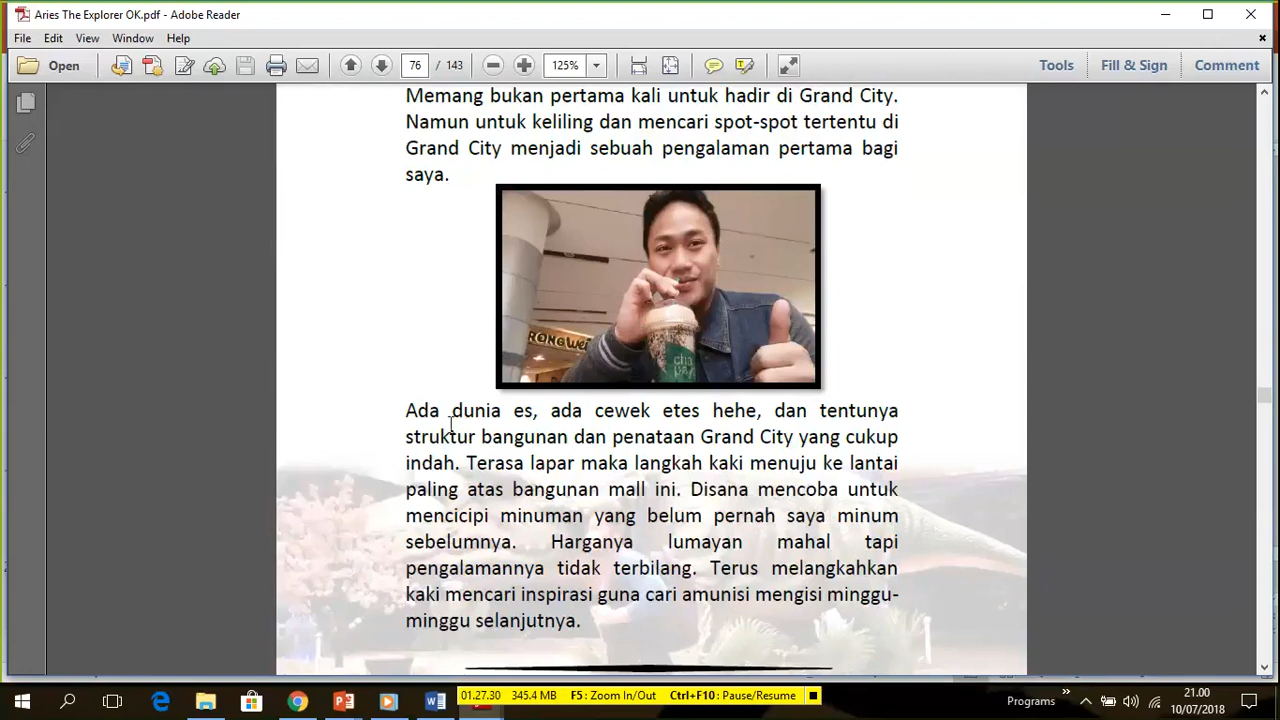 Aries The Explorer OK.pdf - Adobe Reader
File Edit View Window Help
Open 76 / 143 125% Tools Fill & Sign Comment
Memang bukan pertama kali untuk hadir di Grand City.
Namun untuk keliling dan mencari spot-spot tertentu di
Grand City menjadi sebuah pengalaman pertama bagi
saya.
RONGWEI
cha
pay
Ada dunia es, ada cewek etes hehe, dan tentunya
struktur bangunan dan penataan Grand City yang cukup
indah. Terasa lapar maka langkah kaki menuju ke lantai
paling atas bangunan mall ini. Disana mencoba untuk
mencicipi minuman yang belum pernah saya minum
sebelumnya. Harganya lumayan mahal tapi
pengalamannya tidak terbilang. Terus melangkahkan
kaki mencari inspirasi guna cari amunisi mengisi minggu-
minggu selanjutnya.
01.27.30 345.4 MB F5: Zoom In/Out Ctrl+F10: Pause/Resume
Programs
21.00
10/07/2018